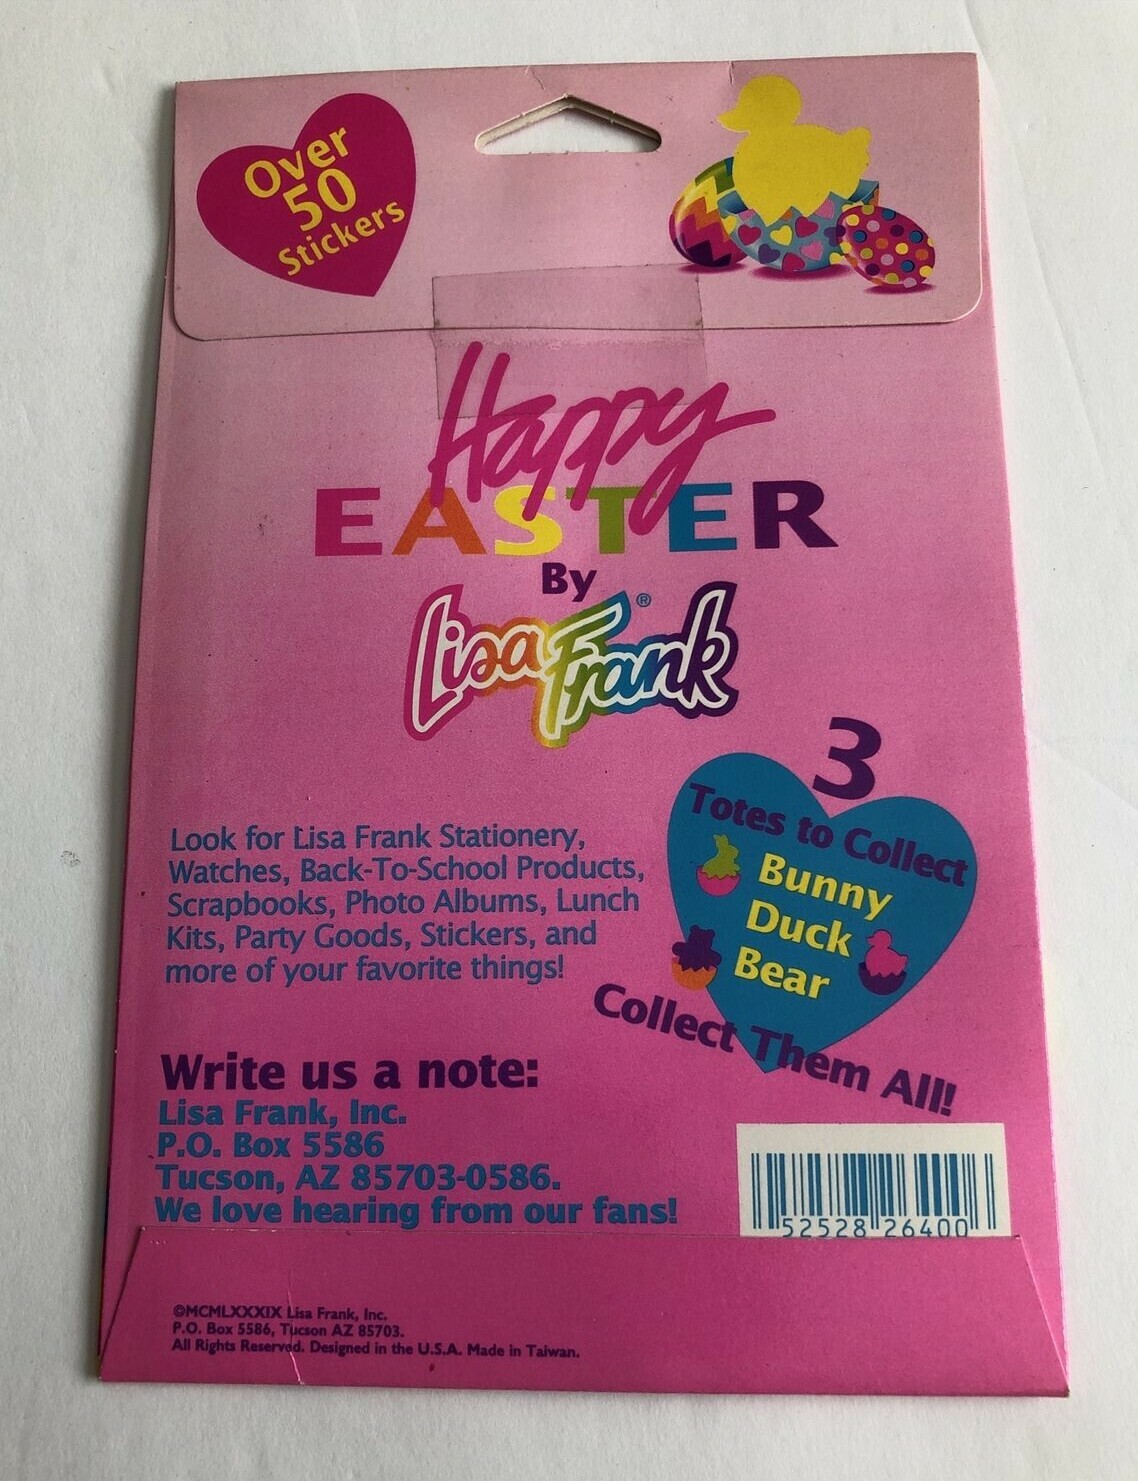 Over
50
Stickers
Happy
EASTER
By
Lisa Frank®
3
Totes to Collect
Bunny
Duck
Bear
Collect Them All!
Look for Lisa Frank Stationery,
Watches, Back-To-School Products,
Scrapbooks, Photo Albums, Lunch
Kits, Party Goods, Stickers, and
more of your favorite things!
Write us a note:
Lisa Frank, Inc.
P.O. Box 5586
Tucson, AZ 85703-0586.
We love hearing from our fans!
52528 26400
©MCMLXXXIX Lisa Frank, Inc.
P.O. Box 5586, Tucson AZ 85703.
All Rights Reserved. Designed in the U.S.A. Made in Taiwan.